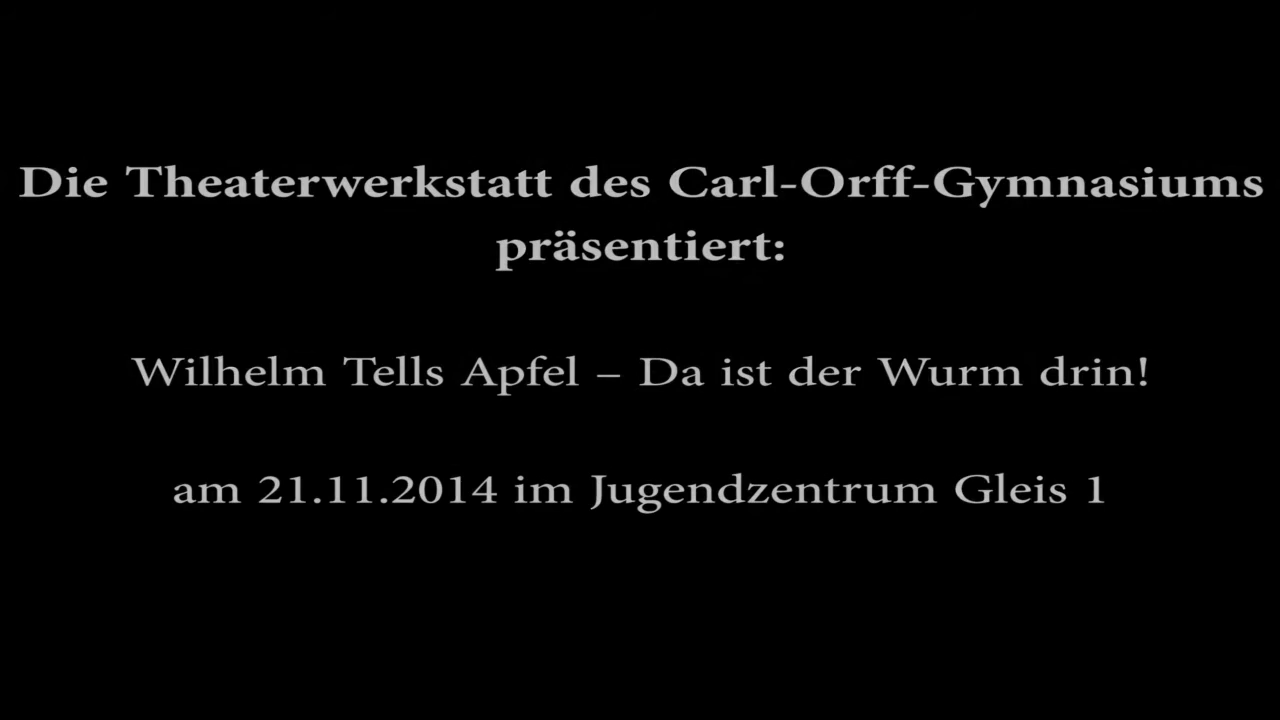 Die Theaterwerkstatt des Carl-Orff-Gymnasiums
präsentiert:
Wilhelm Tells Apfel – Da ist der Wurm drin!
am 21.11.2014 im Jugendzentrum Gleis 1